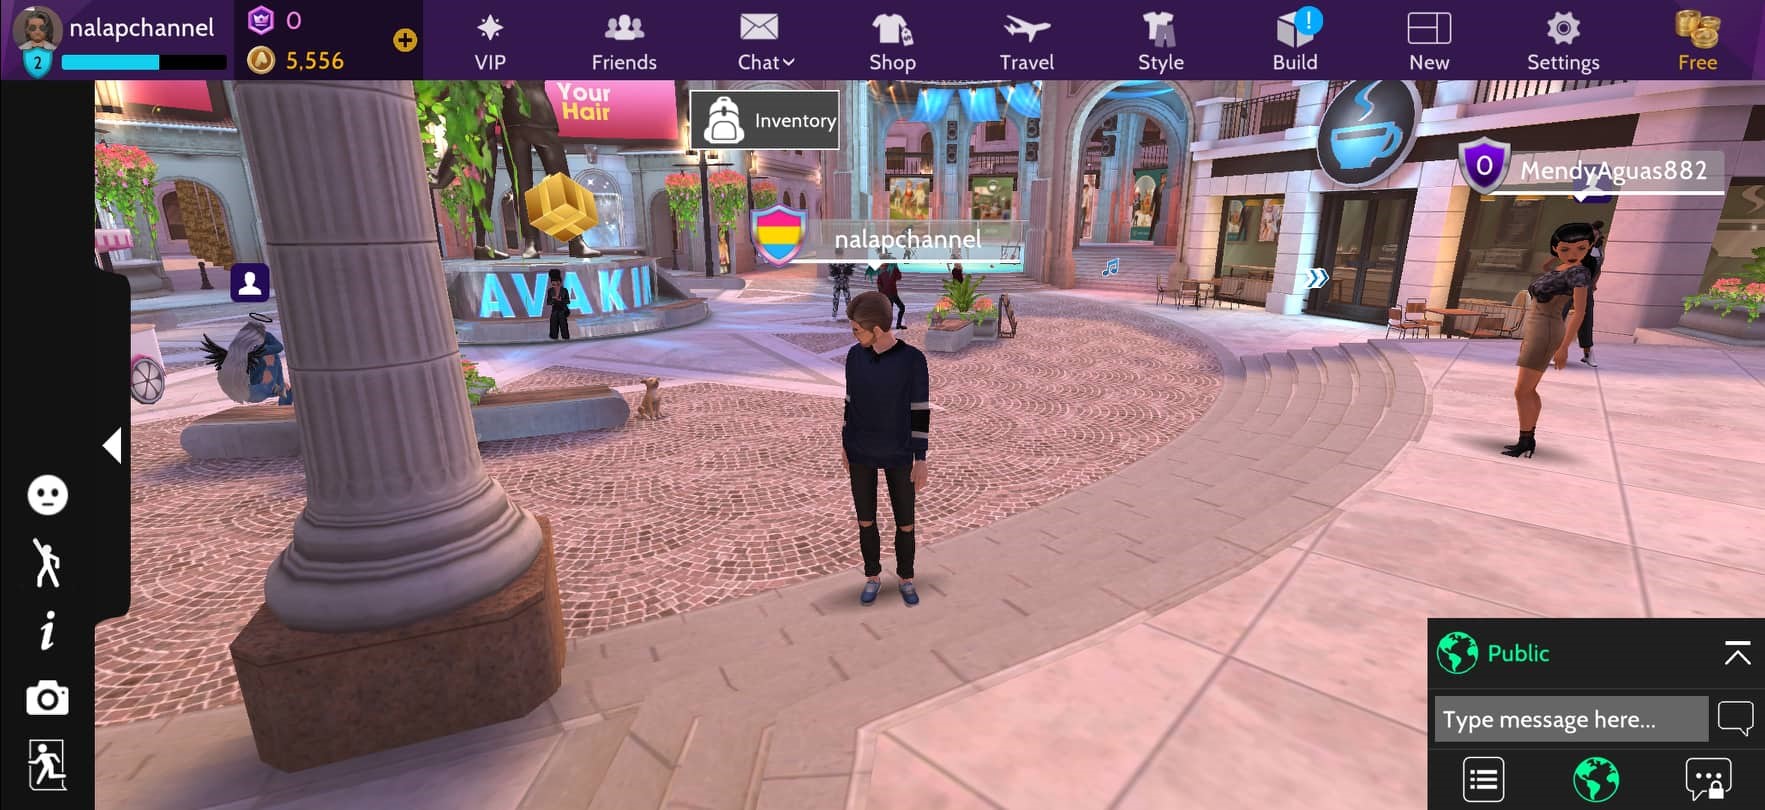 nalapchannel
2
0
5,556
VIP
Friends
Chat
Shop
Travel
Style
Build
New
Settings
Free
Your
Hair
Inventory
0
MendyAguas882
nalapchannel
AVAKIN
Public
Type message here...